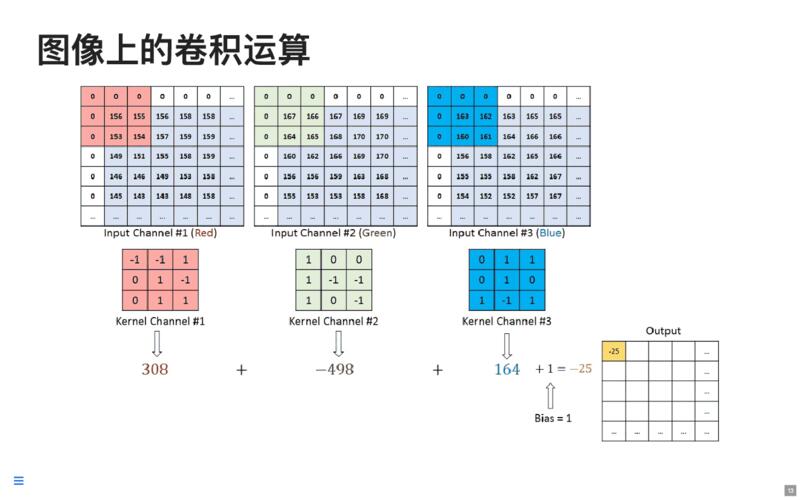 图像上的卷积运算
0 0 0 0 0 0 ...
0 156 155 156 158 158 ...
0 153 154 157 159 159 ...
0 149 151 155 158 159 ...
0 146 146 149 153 158 ...
0 145 143 143 148 158 ...
... ... ... ... ... ... ...
Input Channel #1 (Red)
0 0 0 0 0 0 ...
0 167 166 167 169 169 ...
0 164 165 168 170 170 ...
0 160 162 166 169 170 ...
0 156 156 159 163 168 ...
0 155 153 153 158 168 ...
... ... ... ... ... ... ...
Input Channel #2 (Green)
0 0 0 0 0 0 ...
0 163 162 163 165 165 ...
0 160 161 164 166 166 ...
0 156 158 162 165 166 ...
0 155 155 158 162 167 ...
0 154 152 152 157 167 ...
... ... ... ... ... ... ...
Input Channel #3 (Blue)
-1 -1 1
0 1 -1
0 1 1
Kernel Channel #1
1 0 0
1 -1 -1
1 0 -1
Kernel Channel #2
0 1 1
0 1 0
1 -1 1
Kernel Channel #3
308 + −498 + 164 + 1 = −25
Bias = 1
Output
-25 ...
...
...
...
... ... ... ... ...
13